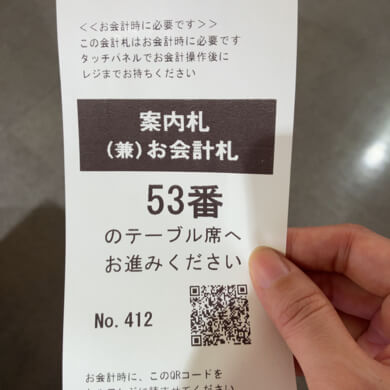 <<お会計時に必要です>>
この会計札はお会計時に必要です
タッチパネルでお会計操作後に
レジまでお持ちください
案内札
(兼)お会計札
53番
のテーブル席へ
お進みください
No. 412
お会計時に、このQRコードを